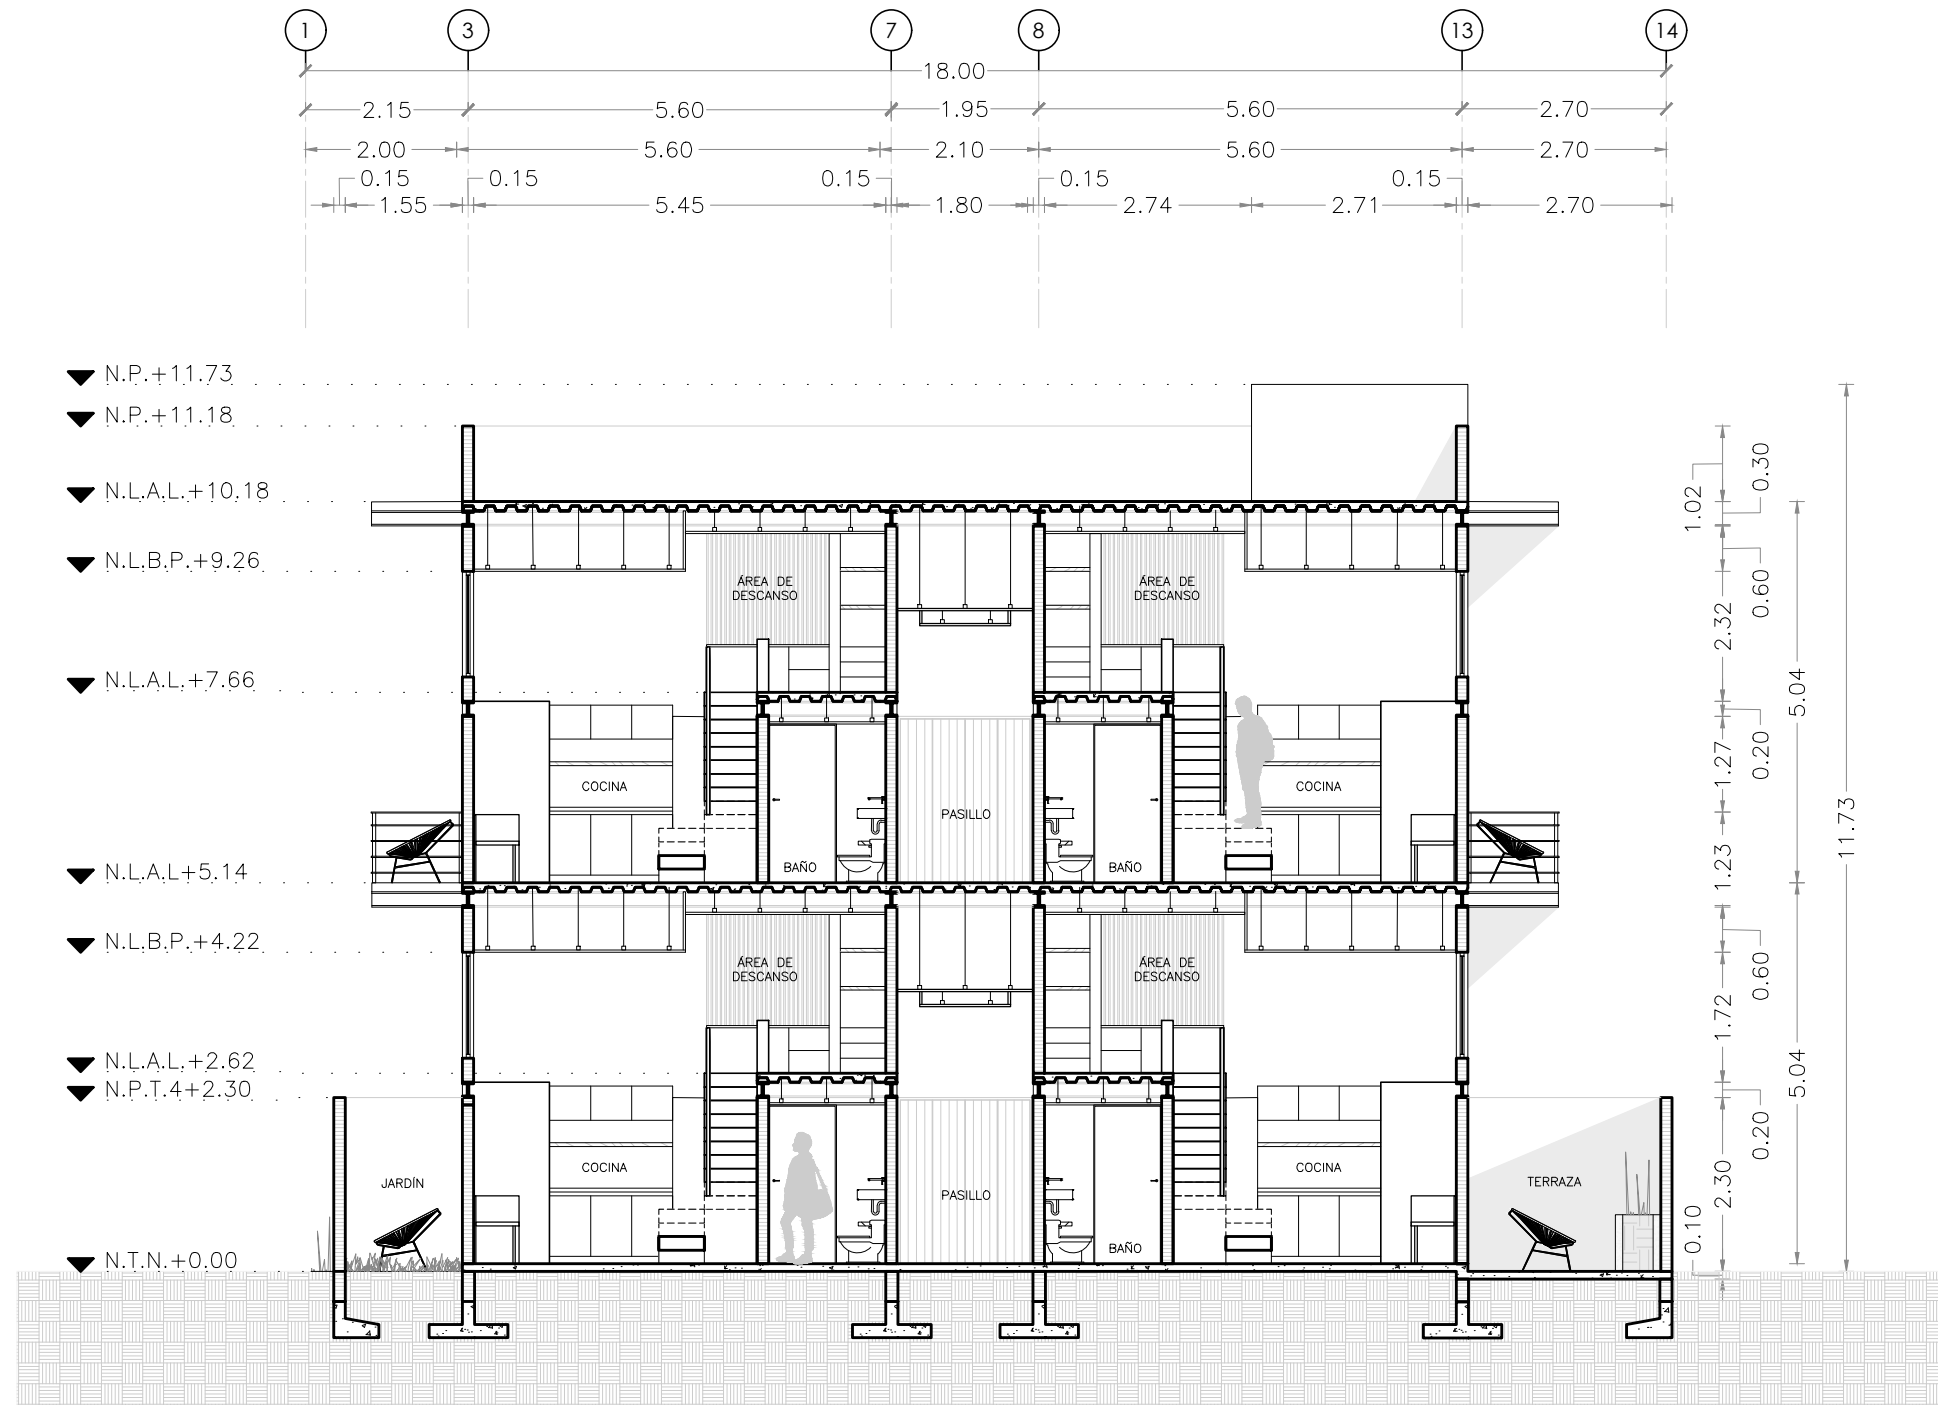 1 3 7 8 13 14
18.00
2.15 5.60 1.95 5.60 2.70
2.00 5.60 2.10 5.60 2.70
0.15 0.15 0.15 0.15 0.15
1.55 5.45 1.80 2.74 2.71 2.70
N.P.+11.73
N.P.+11.18
N.L.A.L.+10.18
N.L.B.P.+9.26
N.L.A.L.+7.66
N.L.A.L+5.14
N.L.B.P.+4.22
N.L.A.L.+2.62
N.P.T.4+2.30
N.T.N.+0.00
ÁREA DE
DESCANSO
ÁREA DE
DESCANSO
COCINA
BAÑO
PASILLO
BAÑO
COCINA
ÁREA DE
DESCANSO
ÁREA DE
DESCANSO
JARDÍN
COCINA
PASILLO
BAÑO
COCINA
TERRAZA
1.02
0.30
0.60
2.32
0.20
1.27
1.23
0.60
1.72
0.20
2.30
0.10
5.04
5.04
11.73